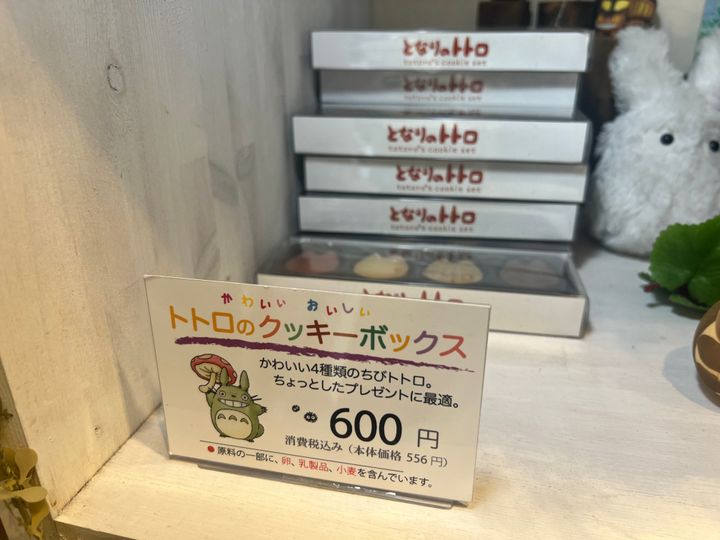 となりのトトロ
totoro's cookie set
となりのトトロ
totoro's cookie set
となりのトトロ
totoro's cookie set
となりのトトロ
totoro's cookie set
となりのトトロ
totoro's cookie set
かわいい おいしい
トトロのクッキーボックス
かわいい4種類のちびトトロ。
ちょっとしたプレゼントに最適。
600 円
消費税込み(本体価格 556 円)
● 原料の一部に、卵、乳製品、小麦を含んでいます。